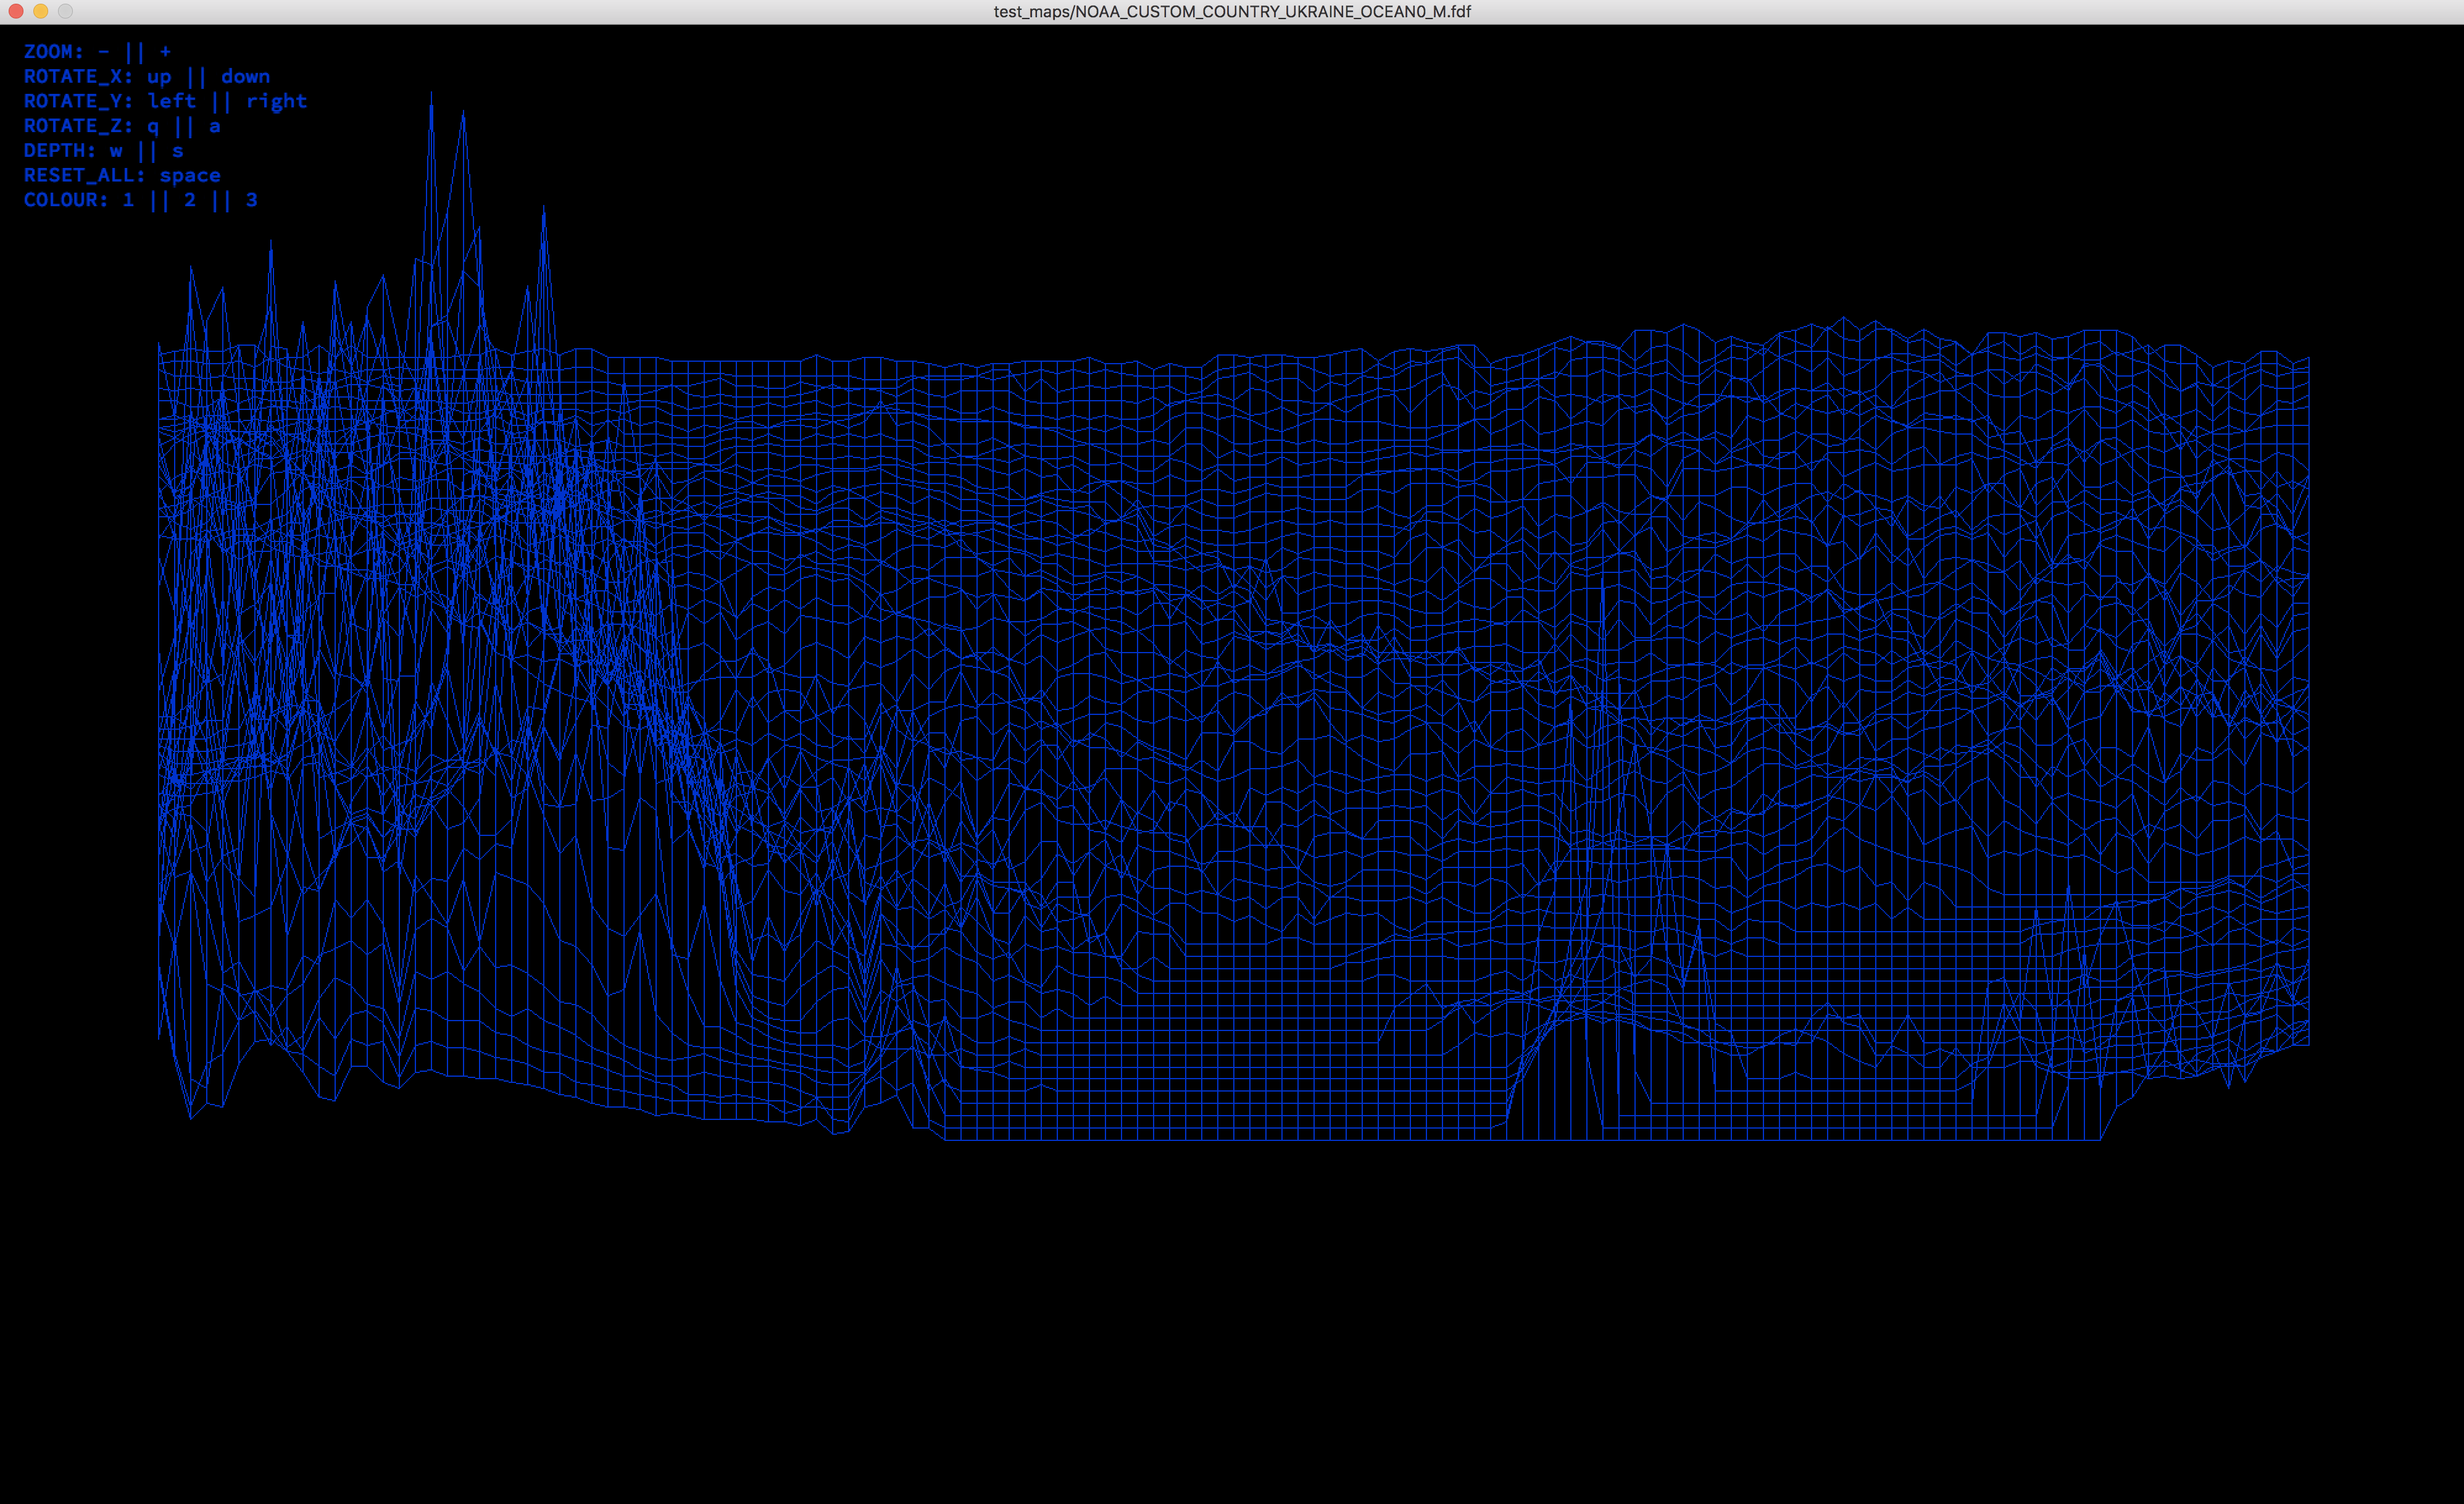 test_maps/NOAA_CUSTOM_COUNTRY_UKRAINE_OCEAN0_M.fdf
ZOOM: - || +
ROTATE_X: up || down
ROTATE_Y: left || right
ROTATE_Z: q || a
DEPTH: w || s
RESET_ALL: space
COLOUR: 1 || 2 || 3